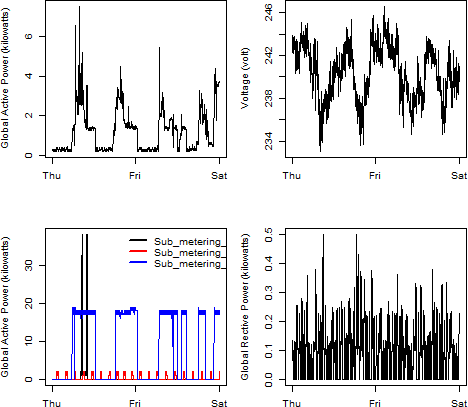 Global Active Power (kilowatts)
6
4
2
0
Thu
Fri
Sat
Voltage (volt)
246
242
238
234
Thu
Fri
Sat
Global Active Power (kilowatts)
30
20
10
0
Sub_metering_
Sub_metering_
Sub_metering_
Thu
Fri
Sat
Global Rective Power (kilowatts)
0.5
0.4
0.3
0.2
0.1
0.0
Thu
Fri
Sat